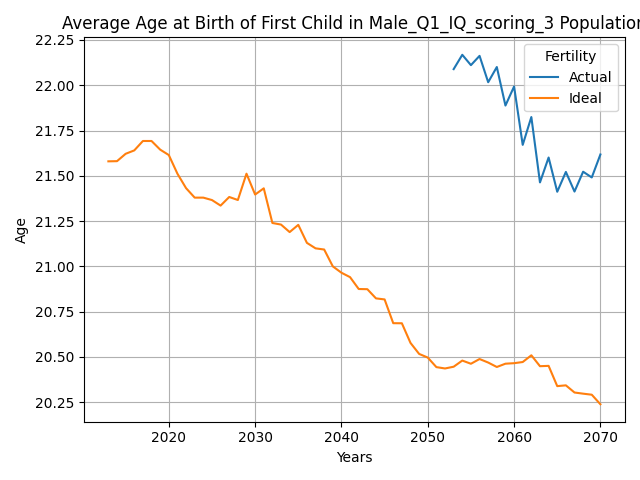 Average Age at Birth of First Child in Male_Q1_IQ_scoring_3 Population
22.25
22.00
21.75
21.50
21.25
21.00
20.75
20.50
20.25
Age
Fertility
Actual
Ideal
2020 2030 2040 2050 2060 2070
Years